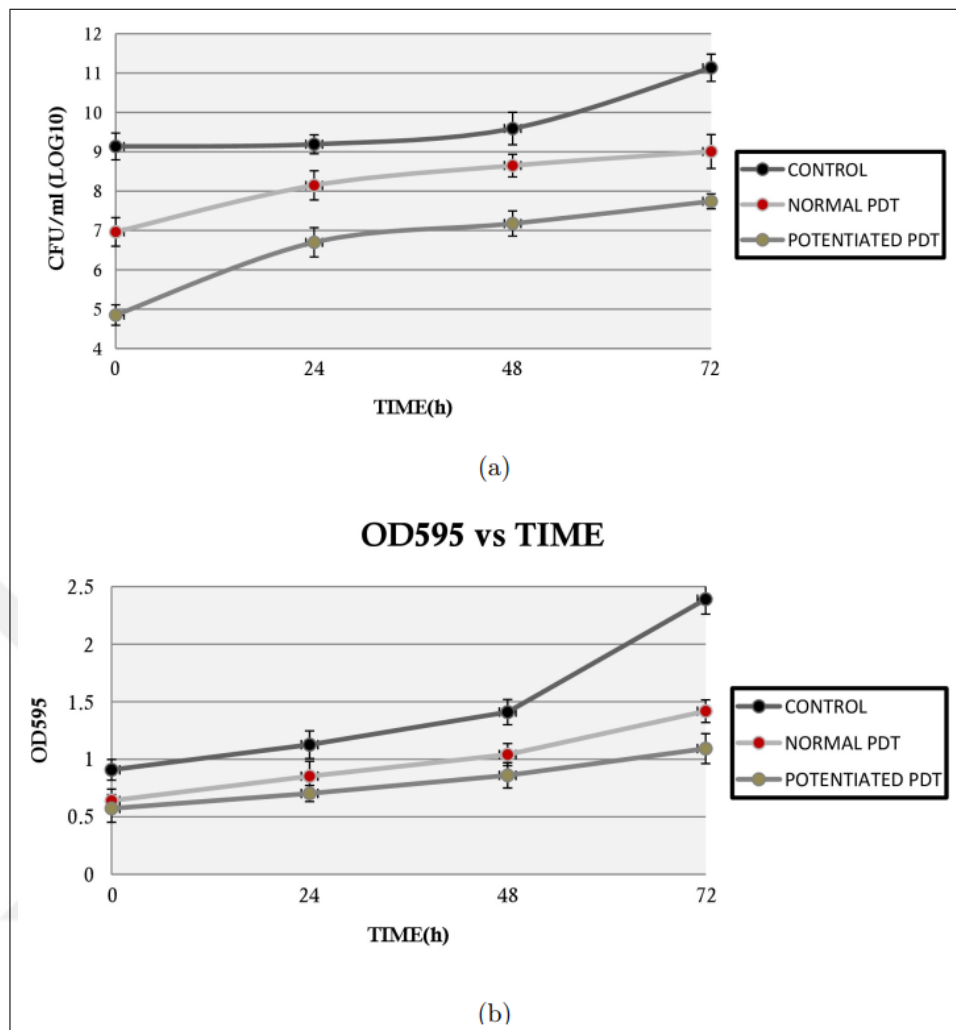 12
11
10
9
8
7
6
5
4
CFU/ml (LOG10)
0 24 48 72
TIME(h)
CONTROL
NORMAL PDT
POTENTIATED PDT
(a)
OD595 vs TIME
2.5
2
1.5
1
0.5
0
OD595
0 24 48 72
TIME(h)
CONTROL
NORMAL PDT
POTENTIATED PDT
(b)